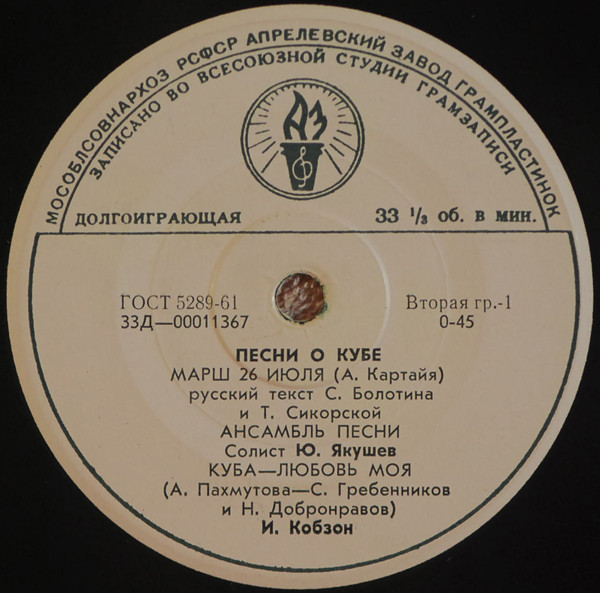 МОСОБЛСОВНАРХОЗ РСФСР АПРЕЛЕВСКИЙ ЗАВОД ГРАМПЛАСТИНОК
ЗАПИСАНО ВО ВСЕСОЮЗНОЙ СТУДИИ ГРАМЗАПИСИ
АЗ
ДОЛГОИГРАЮЩАЯ 33 1/3 об. в мин.
ГОСТ 5289-61 Вторая гр.-1
33Д—00011367 0-45
ПЕСНИ О КУБЕ
МАРШ 26 ИЮЛЯ (А. Картайя)
русский текст С. Болотина
и Т. Сикорской
АНСАМБЛЬ ПЕСНИ
Солист Ю. Якушев
КУБА—ЛЮБОВЬ МОЯ
(А. Пахмутова—С. Гребенников
и Н. Добронравов)
И. Кобзон